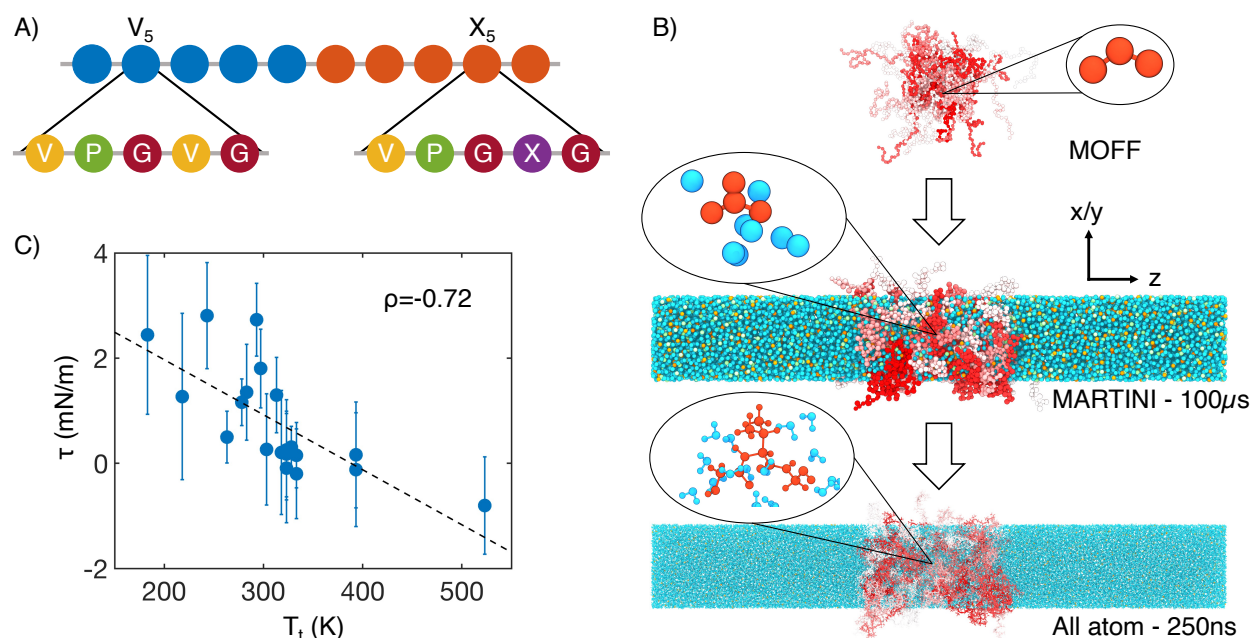 A)
V₅ X₅
V P G V G V P G X G
B)
MOFF
x/y
z
MARTINI - 100μs
All atom - 250ns
C)
τ (mN/m)
4
2
0
-2
ρ=-0.72
200 300 400 500
Tₜ (K)